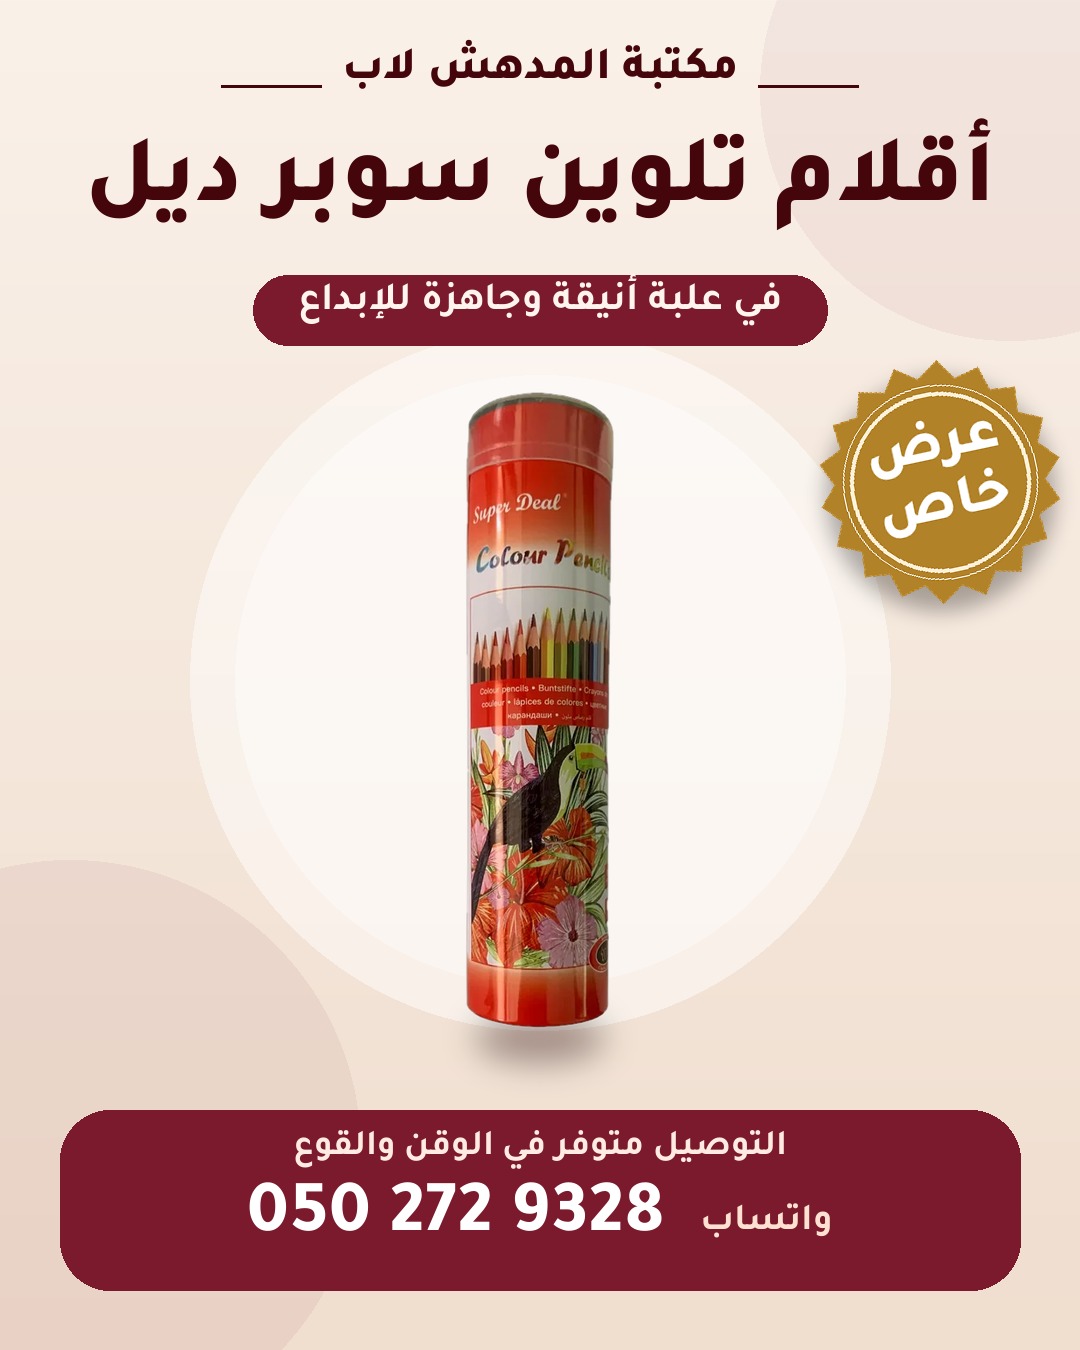 مكتبة المدهش لاب
أقلام تلوين سوبر ديل
في علبة أنيقة وجاهزة للإبداع
عرض
خاص
Super Deal
Colour Pencils
Colour pencils • Buntstifte • Crayons
couleur • lápices de colores •
карандаши •
التوصيل متوفر في الوقن والقوع
واتساب 050 272 9328